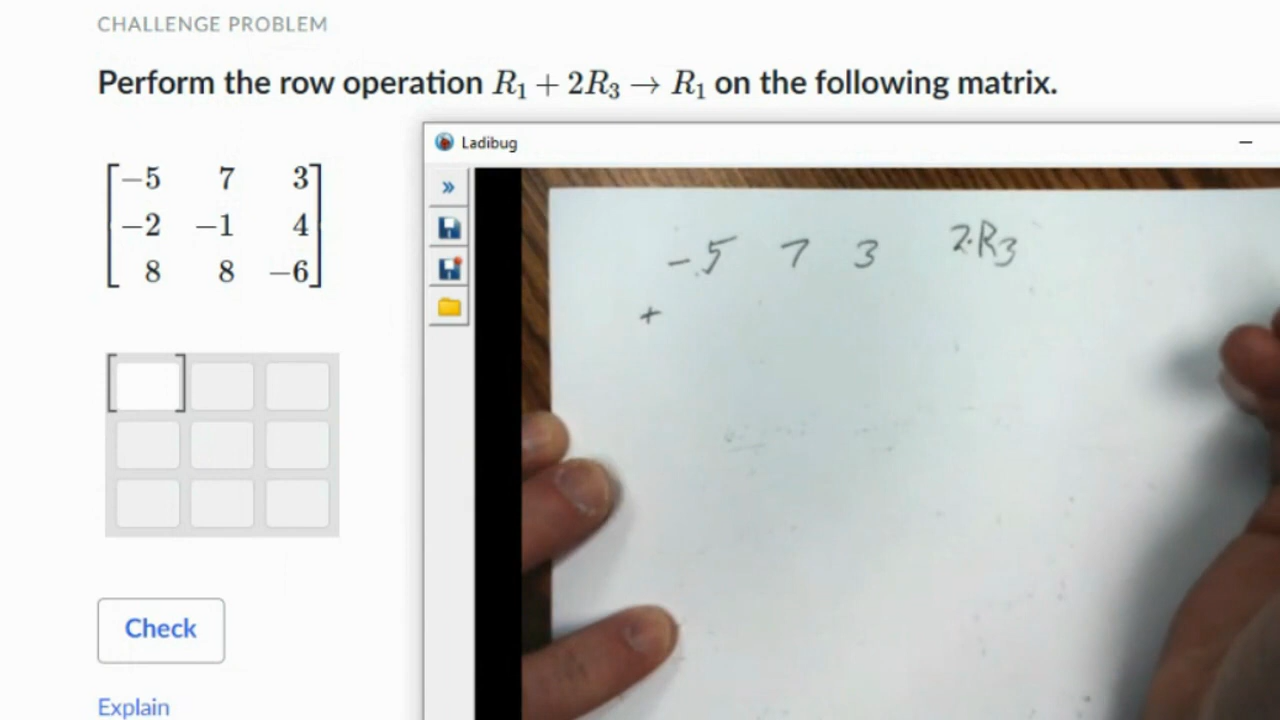 CHALLENGE PROBLEM
Perform the row operation R₁ + 2R₃ → R₁ on the following matrix.
−5 7 3
−2 −1 4
8 8 −6
Check
Explain
Ladibug
»
-5 7 3 2·R3
+